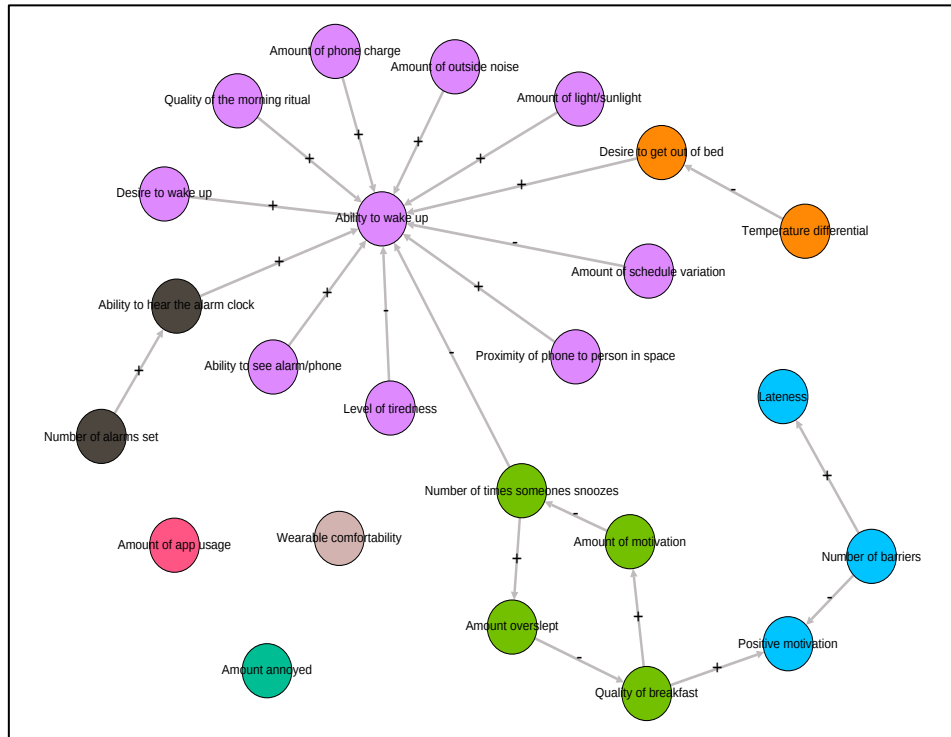 Amount of phone charge
Amount of outside noise
Quality of the morning ritual
Amount of light/sunlight
+
+
+
+
Desire to get out of bed
+
-
Desire to wake up
+
Ability to wake up
Temperature differential
-
+
Amount of schedule variation
+
+
Ability to hear the alarm clock
-
-
Proximity of phone to person in space
Ability to see alarm/phone
+
Lateness
Level of tiredness
Number of alarms set
+
Number of times someones snoozes
-
Wearable comfortability
Amount of motivation
Amount of app usage
+
Number of barriers
-
+
Amount overslept
Positive motivation
-
+
Amount annoyed
Quality of breakfast